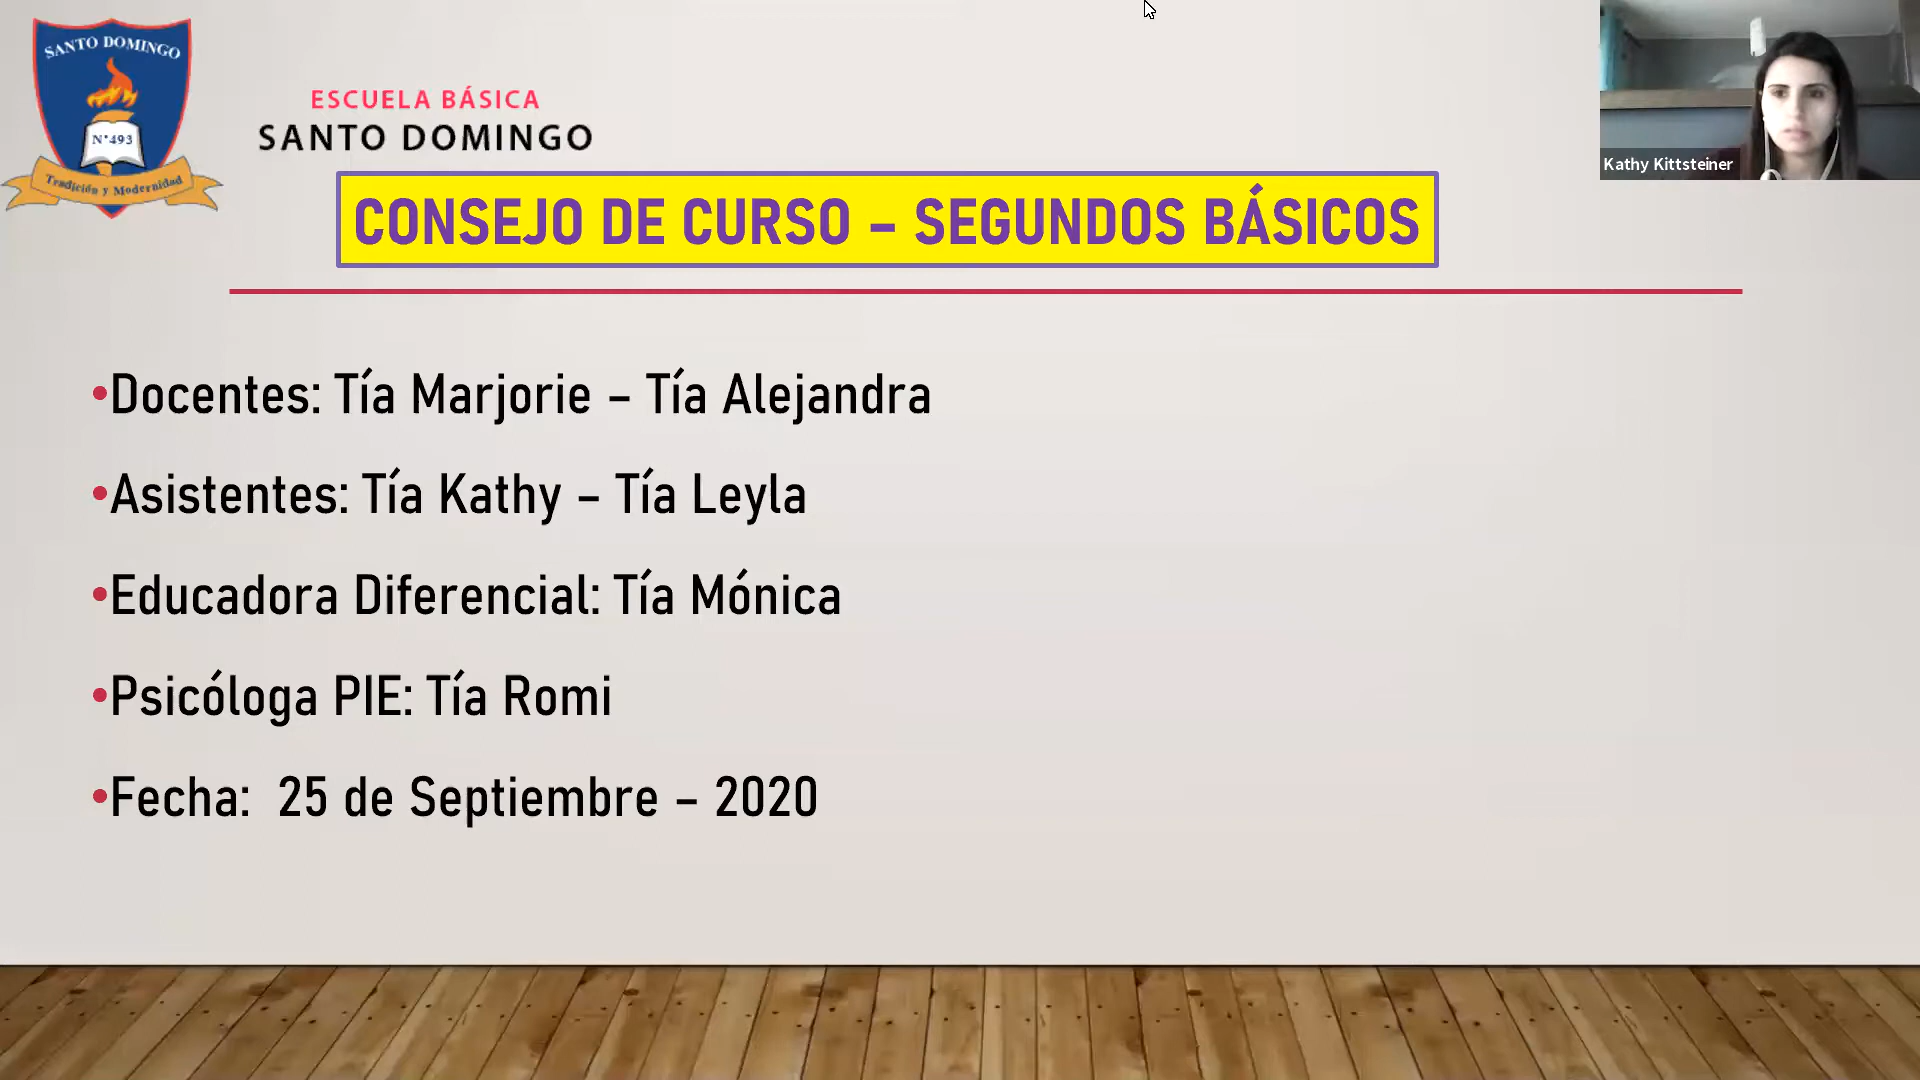 SANTO DOMINGO
N°493
Tradición y Modernidad
ESCUELA BÁSICA
SANTO DOMINGO
Kathy Kittsteiner
CONSEJO DE CURSO – SEGUNDOS BÁSICOS
•Docentes: Tía Marjorie – Tía Alejandra
•Asistentes: Tía Kathy – Tía Leyla
•Educadora Diferencial: Tía Mónica
•Psicóloga PIE: Tía Romi
•Fecha:  25 de Septiembre – 2020